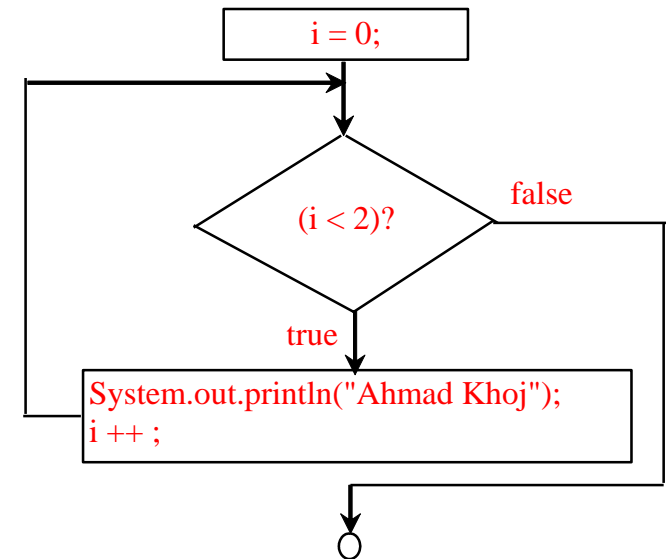 i = 0;
(i < 2)?
false
true
System.out.println("Ahmad Khoj");
i ++ ;